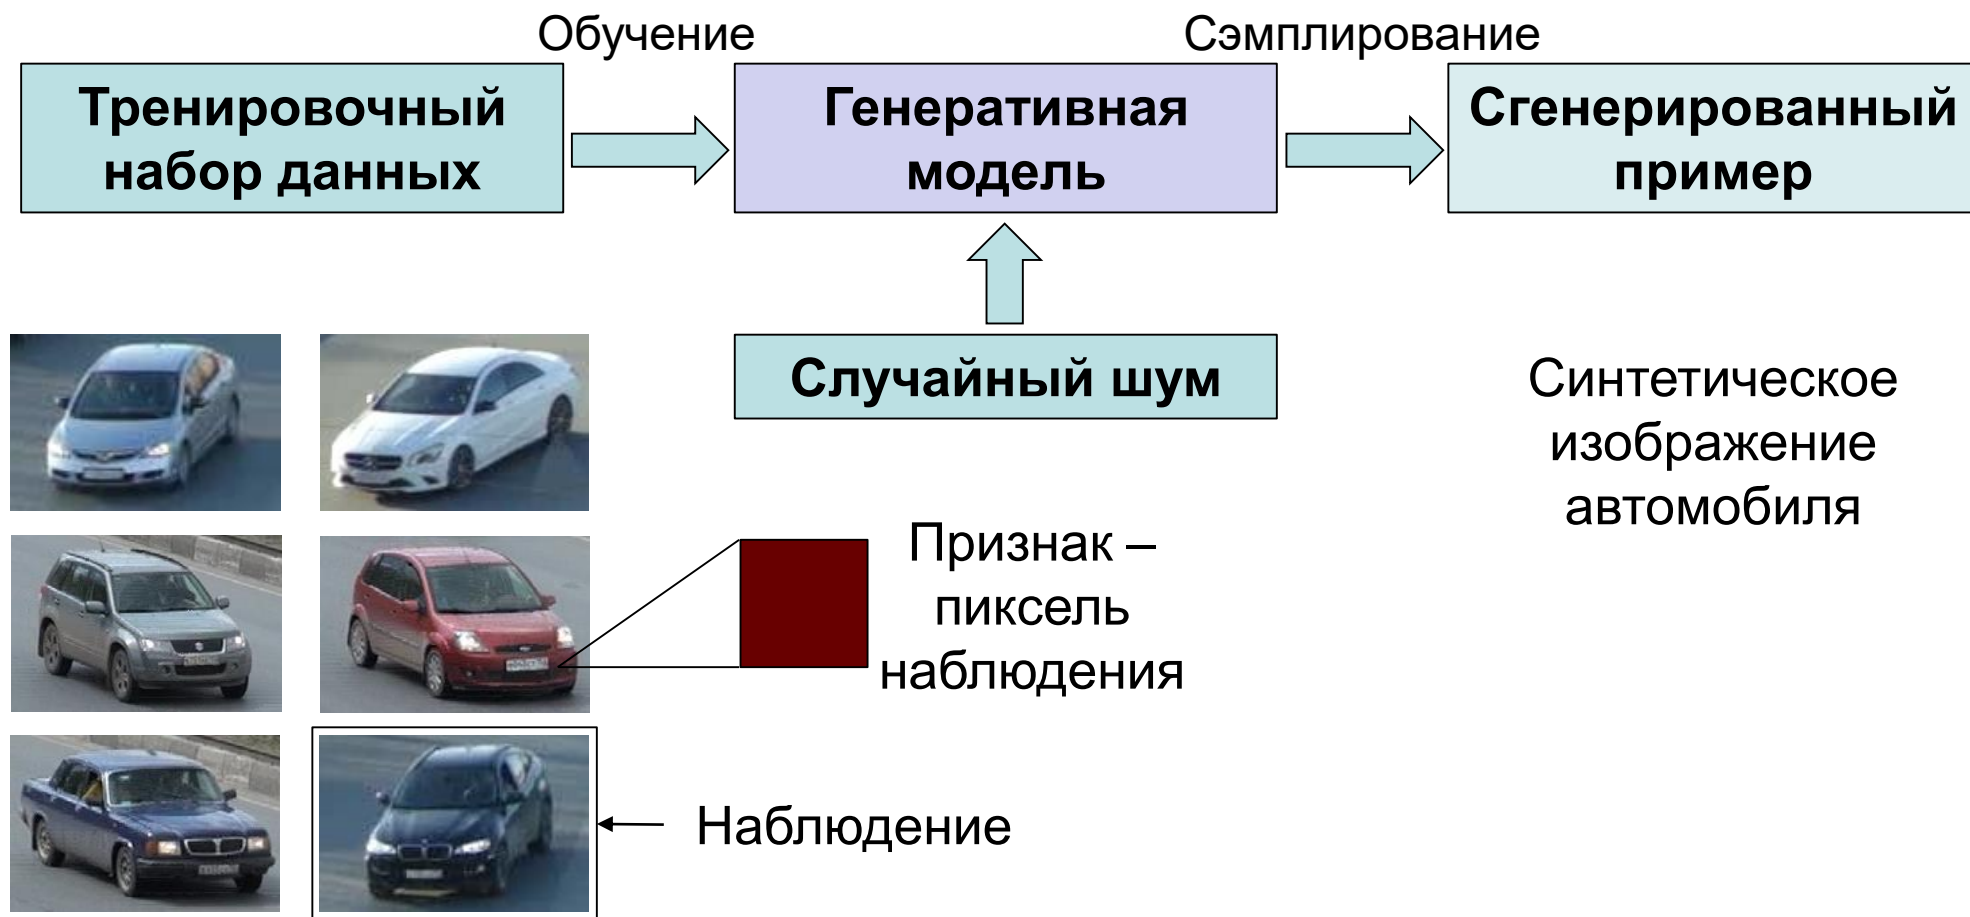 Обучение
Сэмплирование
Тренировочный
набор данных
Генеративная
модель
Сгенерированный
пример
Случайный шум
Синтетическое
изображение
автомобиля
Признак –
пиксель
наблюдения
Наблюдение